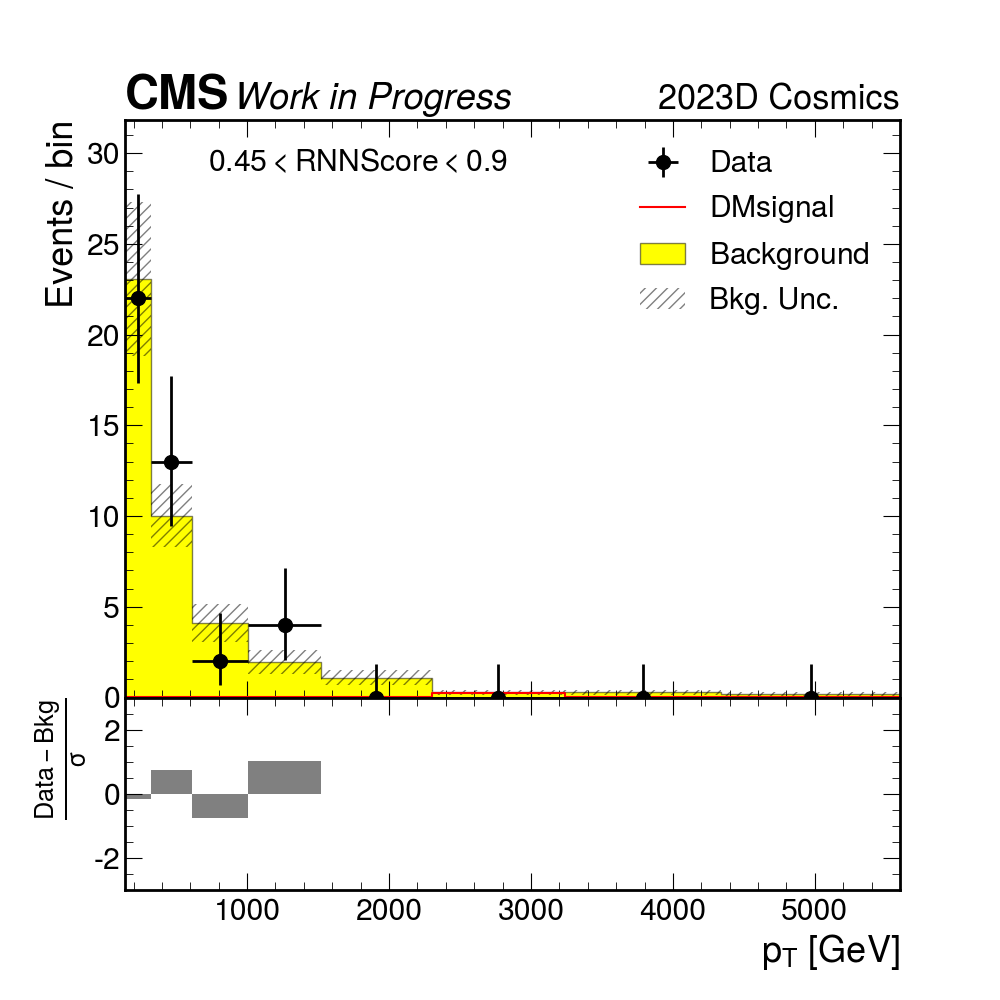 CMS Work in Progress 2023D Cosmics
Events / bin
0.45 < RNNScore < 0.9
Data
DMsignal
Background
Bkg. Unc.
30
25
20
15
10
5
0
Data − Bkg
σ
2
0
-2
1000 2000 3000 4000 5000
pT [GeV]